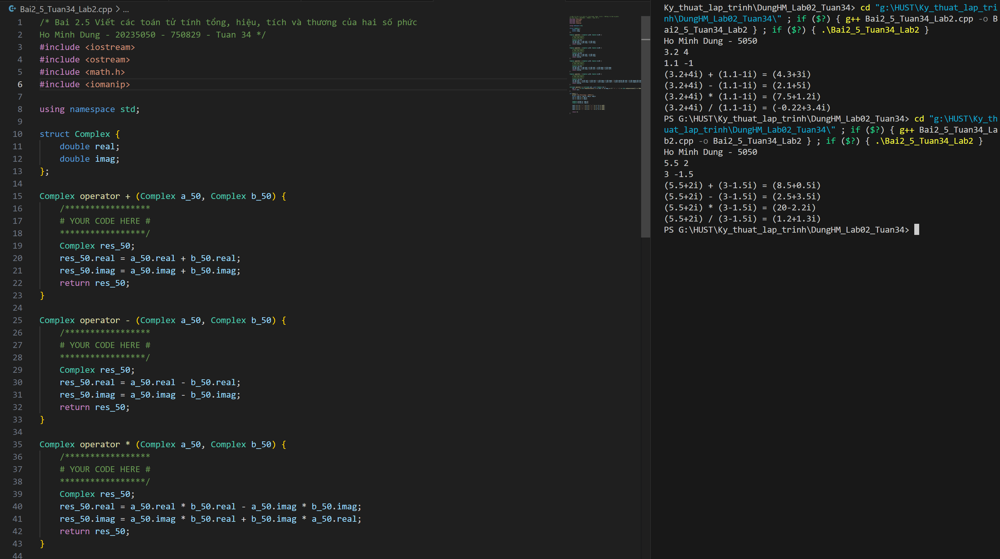 Bai2_5_Tuan34_Lab2.cpp > ...
1 /* Bai 2.5 Viết các toán tử tính tổng, hiệu, tích và thương của hai số phức
2 Ho Minh Dung - 20235050 - 750829 - Tuan 34 */
3 #include <iostream>
4 #include <ostream>
5 #include <math.h>
6 #include <iomanip>
7
8 using namespace std;
9
10 struct Complex {
11     double real;
12     double imag;
13 };
14
15 Complex operator + (Complex a_50, Complex b_50) {
16     /*****************
17     # YOUR CODE HERE #
18     *****************/
19     Complex res_50;
20     res_50.real = a_50.real + b_50.real;
21     res_50.imag = a_50.imag + b_50.imag;
22     return res_50;
23 }
24
25 Complex operator - (Complex a_50, Complex b_50) {
26     /*****************
27     # YOUR CODE HERE #
28     *****************/
29     Complex res_50;
30     res_50.real = a_50.real - b_50.real;
31     res_50.imag = a_50.imag - b_50.imag;
32     return res_50;
33 }
34
35 Complex operator * (Complex a_50, Complex b_50) {
36     /*****************
37     # YOUR CODE HERE #
38     *****************/
39     Complex res_50;
40     res_50.real = a_50.real * b_50.real - a_50.imag * b_50.imag;
41     res_50.imag = a_50.imag * b_50.real + b_50.imag * a_50.real;
42     return res_50;
43 }
44
Ky_thuat_lap_trinh\DungHM_Lab02_Tuan34> cd "g:\HUST\Ky_thuat_lap_tri
nh\DungHM_Lab02_Tuan34\" ; if ($?) { g++ Bai2_5_Tuan34_Lab2.cpp -o B
ai2_5_Tuan34_Lab2 } ; if ($?) { .\Bai2_5_Tuan34_Lab2 }
Ho Minh Dung - 5050
3.2 4
1.1 -1
(3.2+4i) + (1.1-1i) = (4.3+3i)
(3.2+4i) - (1.1-1i) = (2.1+5i)
(3.2+4i) * (1.1-1i) = (7.5+1.2i)
(3.2+4i) / (1.1-1i) = (-0.22+3.4i)
PS G:\HUST\Ky_thuat_lap_trinh\DungHM_Lab02_Tuan34> cd "g:\HUST\Ky_th
uat_lap_trinh\DungHM_Lab02_Tuan34\" ; if ($?) { g++ Bai2_5_Tuan34_La
b2.cpp -o Bai2_5_Tuan34_Lab2 } ; if ($?) { .\Bai2_5_Tuan34_Lab2 }
Ho Minh Dung - 5050
5.5 2
3 -1.5
(5.5+2i) + (3-1.5i) = (8.5+0.5i)
(5.5+2i) - (3-1.5i) = (2.5+3.5i)
(5.5+2i) * (3-1.5i) = (20-2.2i)
(5.5+2i) / (3-1.5i) = (1.2+1.3i)
PS G:\HUST\Ky_thuat_lap_trinh\DungHM_Lab02_Tuan34>